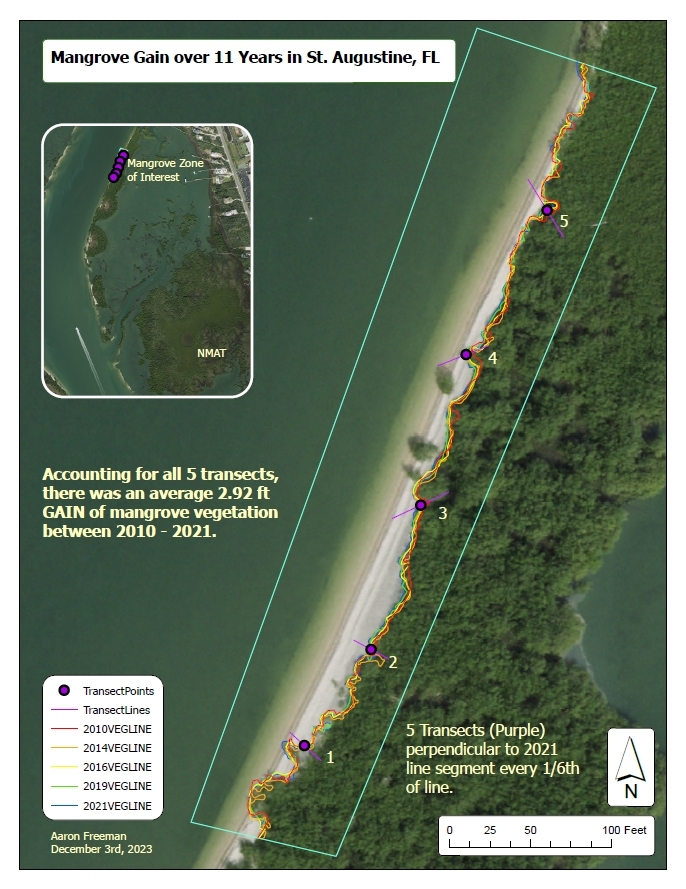 Mangrove Gain over 11 Years in St. Augustine, FL
Mangrove Zone
of Interest
NMAT
5
4
3
2
1
Accounting for all 5 transects,
there was an average 2.92 ft
GAIN of mangrove vegetation
between 2010 - 2021.
TransectPoints
TransectLines
2010VEGLINE
2014VEGLINE
2016VEGLINE
2019VEGLINE
2021VEGLINE
Aaron Freeman
December 3rd, 2023
5 Transects (Purple)
perpendicular to 2021
line segment every 1/6th
of line.
N
0 25 50 100 Feet